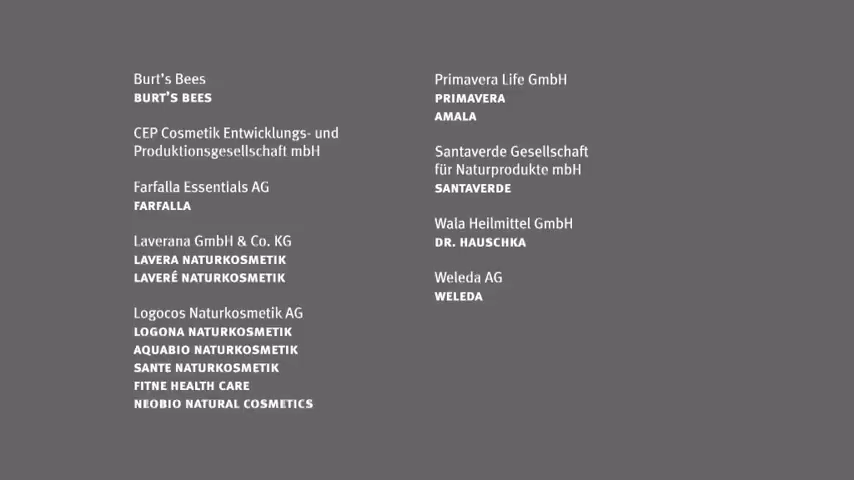 Burt's Bees
BURT'S BEES
CEP Cosmetik Entwicklungs- und
Produktionsgesellschaft mbH
Farfalla Essentials AG
FARFALLA
Laverana GmbH & Co. KG
LAVERA NATURKOSMETIK
LAVERÉ NATURKOSMETIK
Logocos Naturkosmetik AG
LOGONA NATURKOSMETIK
AQUABIO NATURKOSMETIK
SANTE NATURKOSMETIK
FITNE HEALTH CARE
NEOBIO NATURAL COSMETICS
Primavera Life GmbH
PRIMAVERA
AMALA
Santaverde Gesellschaft
für Naturprodukte mbH
SANTAVERDE
Wala Heilmittel GmbH
DR. HAUSCHKA
Weleda AG
WELEDA